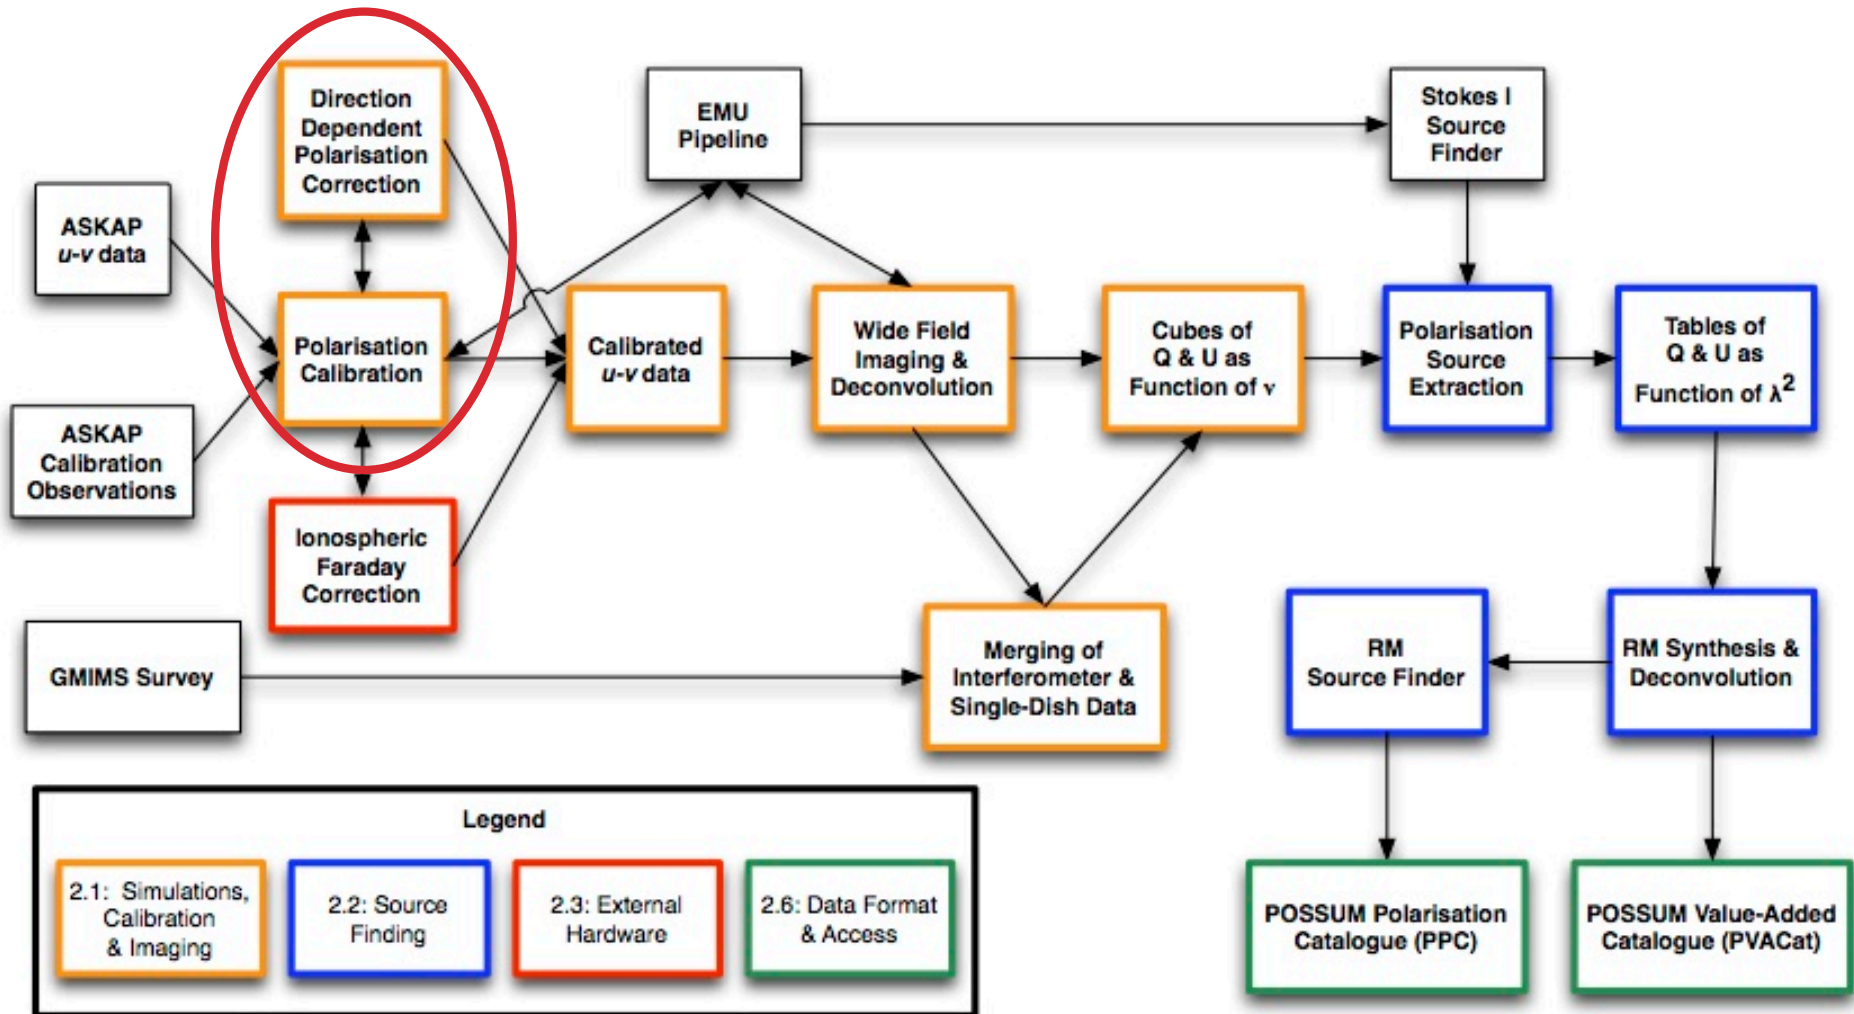 Direction
Dependent
Polarisation
Correction
EMU
Pipeline
Stokes I
Source
Finder
ASKAP
u-v data
Polarisation
Calibration
Calibrated
u-v data
Wide Field
Imaging &
Deconvolution
Cubes of
Q & U as
Function of ν
Polarisation
Source
Extraction
Tables of
Q & U as
Function of λ²
ASKAP
Calibration
Observations
Ionospheric
Faraday
Correction
GMIMS Survey
Merging of
Interferometer &
Single-Dish Data
RM
Source Finder
RM Synthesis &
Deconvolution
Legend
2.1: Simulations,
Calibration
& Imaging
2.2: Source
Finding
2.3: External
Hardware
2.6: Data Format
& Access
POSSUM Polarisation
Catalogue (PPC)
POSSUM Value-Added
Catalogue (PVACat)